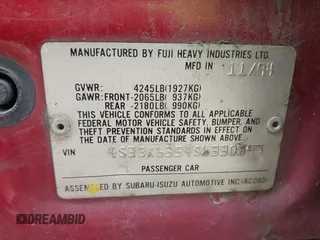 MANUFACTURED BY FUJI HEAVY INDUSTRIES LTD.
MFD IN 11/94
GVWR: 4245LB(1927KG)
GAWR:FRONT-2065LB( 937KG)
REAR -2180LB( 990KG)
THIS VEHICLE CONFORMS TO ALL APPLICABLE
FEDERAL MOTOR VEHICLE SAFETY, BUMPER,
AND THEFT PREVENTION STANDARDS IN EFFECT ON
THE DATE OF MANUFACTURE SHOWN ABOVE.
VIN
PASSENGER CAR
ASSEMBLED BY SUBARU-ISUZU AUTOMOTIVE INC.
DREAMBID